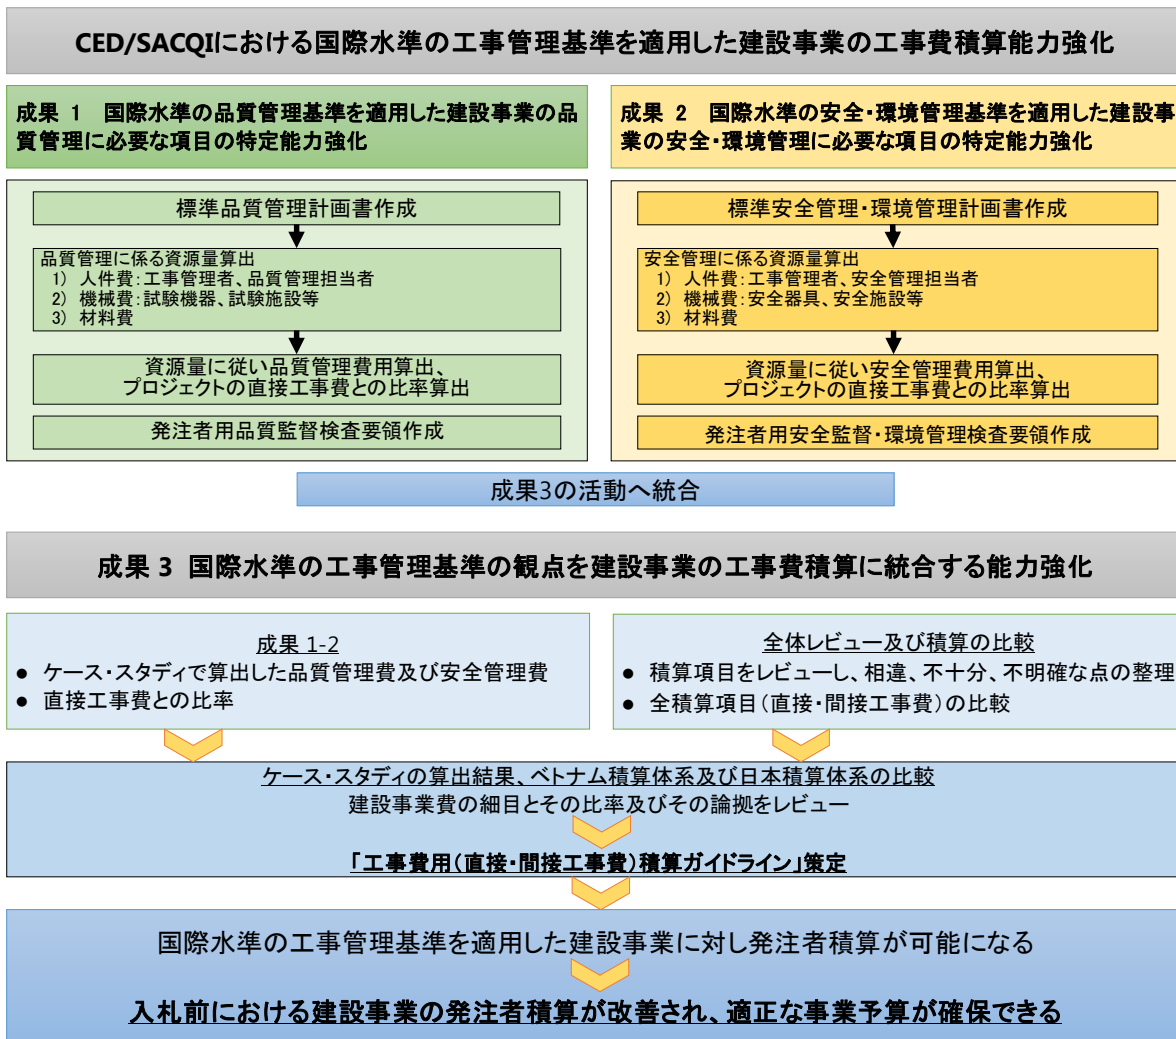 CED/SACQIにおける国際水準の工事管理基準を適用した建設事業の工事費積算能力強化
成果 1 国際水準の品質管理基準を適用した建設事業の品
質管理に必要な項目の特定能力強化
標準品質管理計画書作成
品質管理に係る資源量算出
1) 人件費:工事管理者、品質管理担当者
2) 機械費:試験機器、試験施設等
3) 材料費
資源量に従い品質管理費用算出、
プロジェクトの直接工事費との比率算出
発注者用品質監督検査要領作成
成果 2 国際水準の安全・環境管理基準を適用した建設事
業の安全・環境管理に必要な項目の特定能力強化
標準安全管理・環境管理計画書作成
安全管理に係る資源量算出
1) 人件費:工事管理者、安全管理担当者
2) 機械費:安全器具、安全施設等
3) 材料費
資源量に従い安全管理費用算出、
プロジェクトの直接工事費との比率算出
発注者用安全監督・環境管理検査要領作成
成果3の活動へ統合
成果 3 国際水準の工事管理基準の観点を建設事業の工事費積算に統合する能力強化
成果 1-2
● ケース・スタディで算出した品質管理費及び安全管理費
● 直接工事費との比率
全体レビュー及び積算の比較
● 積算項目をレビューし、相違、不十分、不明確な点の整理
● 全積算項目(直接・間接工事費)の比較
ケース・スタディの算出結果、ベトナム積算体系及び日本積算体系の比較
建設事業費の細目とその比率及びその論拠をレビュー
「工事費用(直接・間接工事費)積算ガイドライン」策定
国際水準の工事管理基準を適用した建設事業に対し発注者積算が可能になる
入札前における建設事業の発注者積算が改善され、適正な事業予算が確保できる